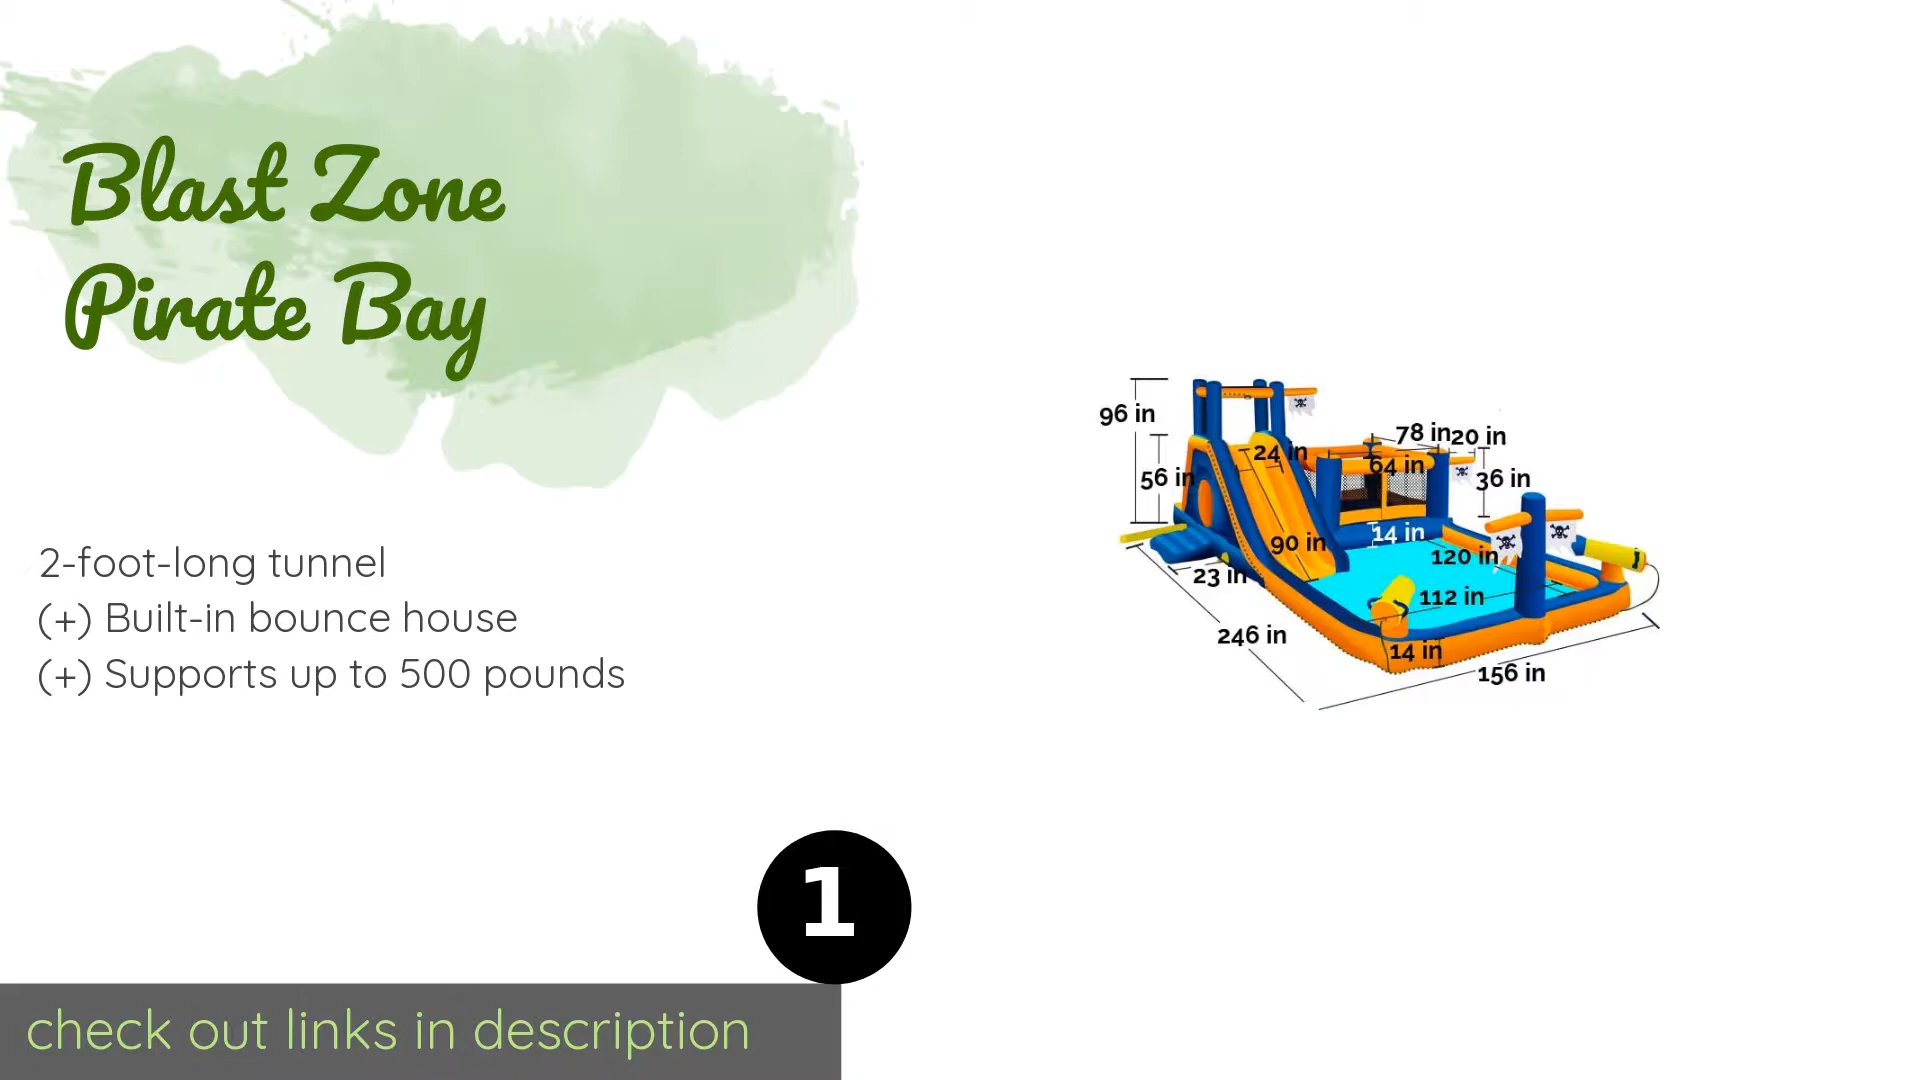 Blast Zone
Pirate Bay
2-foot-long tunnel
(+) Built-in bounce house
(+) Supports up to 500 pounds
96 in
56 in
24 in
78 in
20 in
64 in
36 in
14 in
90 in
120 in
23 in
112 in
246 in
14 in
156 in
1
check out links in description